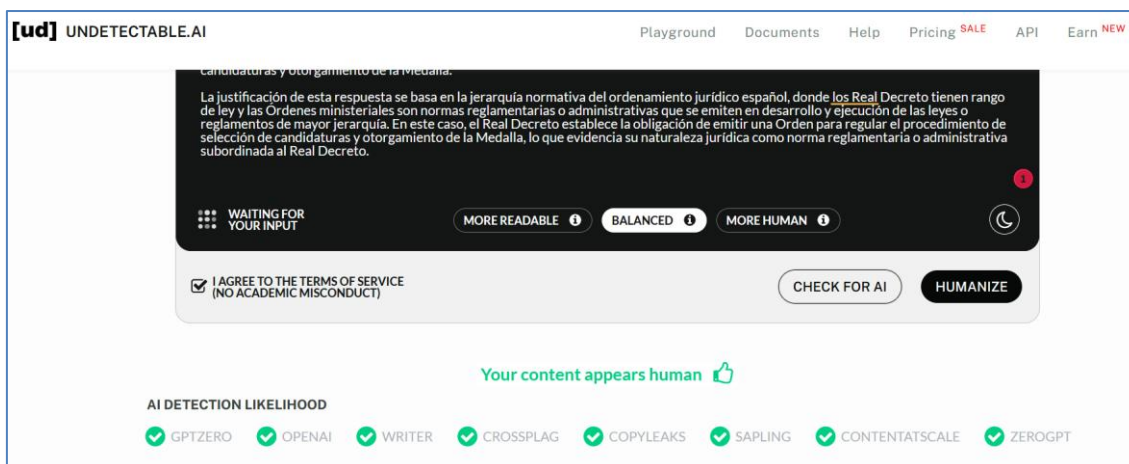 [ud] UNDETECTABLE.AI Playground Documents Help Pricing SALE API Earn NEW
candidaturas y otorgamiento de la Medalla.
La justificación de esta respuesta se basa en la jerarquía normativa del ordenamiento jurídico español, donde los Real Decreto tienen rango
de ley y las Órdenes ministeriales son normas reglamentarias o administrativas que se emiten en desarrollo y ejecución de las leyes o
reglamentos de mayor jerarquía. En este caso, el Real Decreto establece la obligación de emitir una Orden para regular el procedimiento de
selección de candidaturas y otorgamiento de la Medalla, lo que evidencia su naturaleza jurídica como norma reglamentaria o administrativa
subordinada al Real Decreto.
1
WAITING FOR
YOUR INPUT
MORE READABLE BALANCED MORE HUMAN
I AGREE TO THE TERMS OF SERVICE
(NO ACADEMIC MISCONDUCT)
CHECK FOR AI HUMANIZE
Your content appears human
AI DETECTION LIKELIHOOD
GPTZERO OPENAI WRITER CROSSPLAG COPYLEAKS SAPLING CONTENTATSCALE ZEROGPT